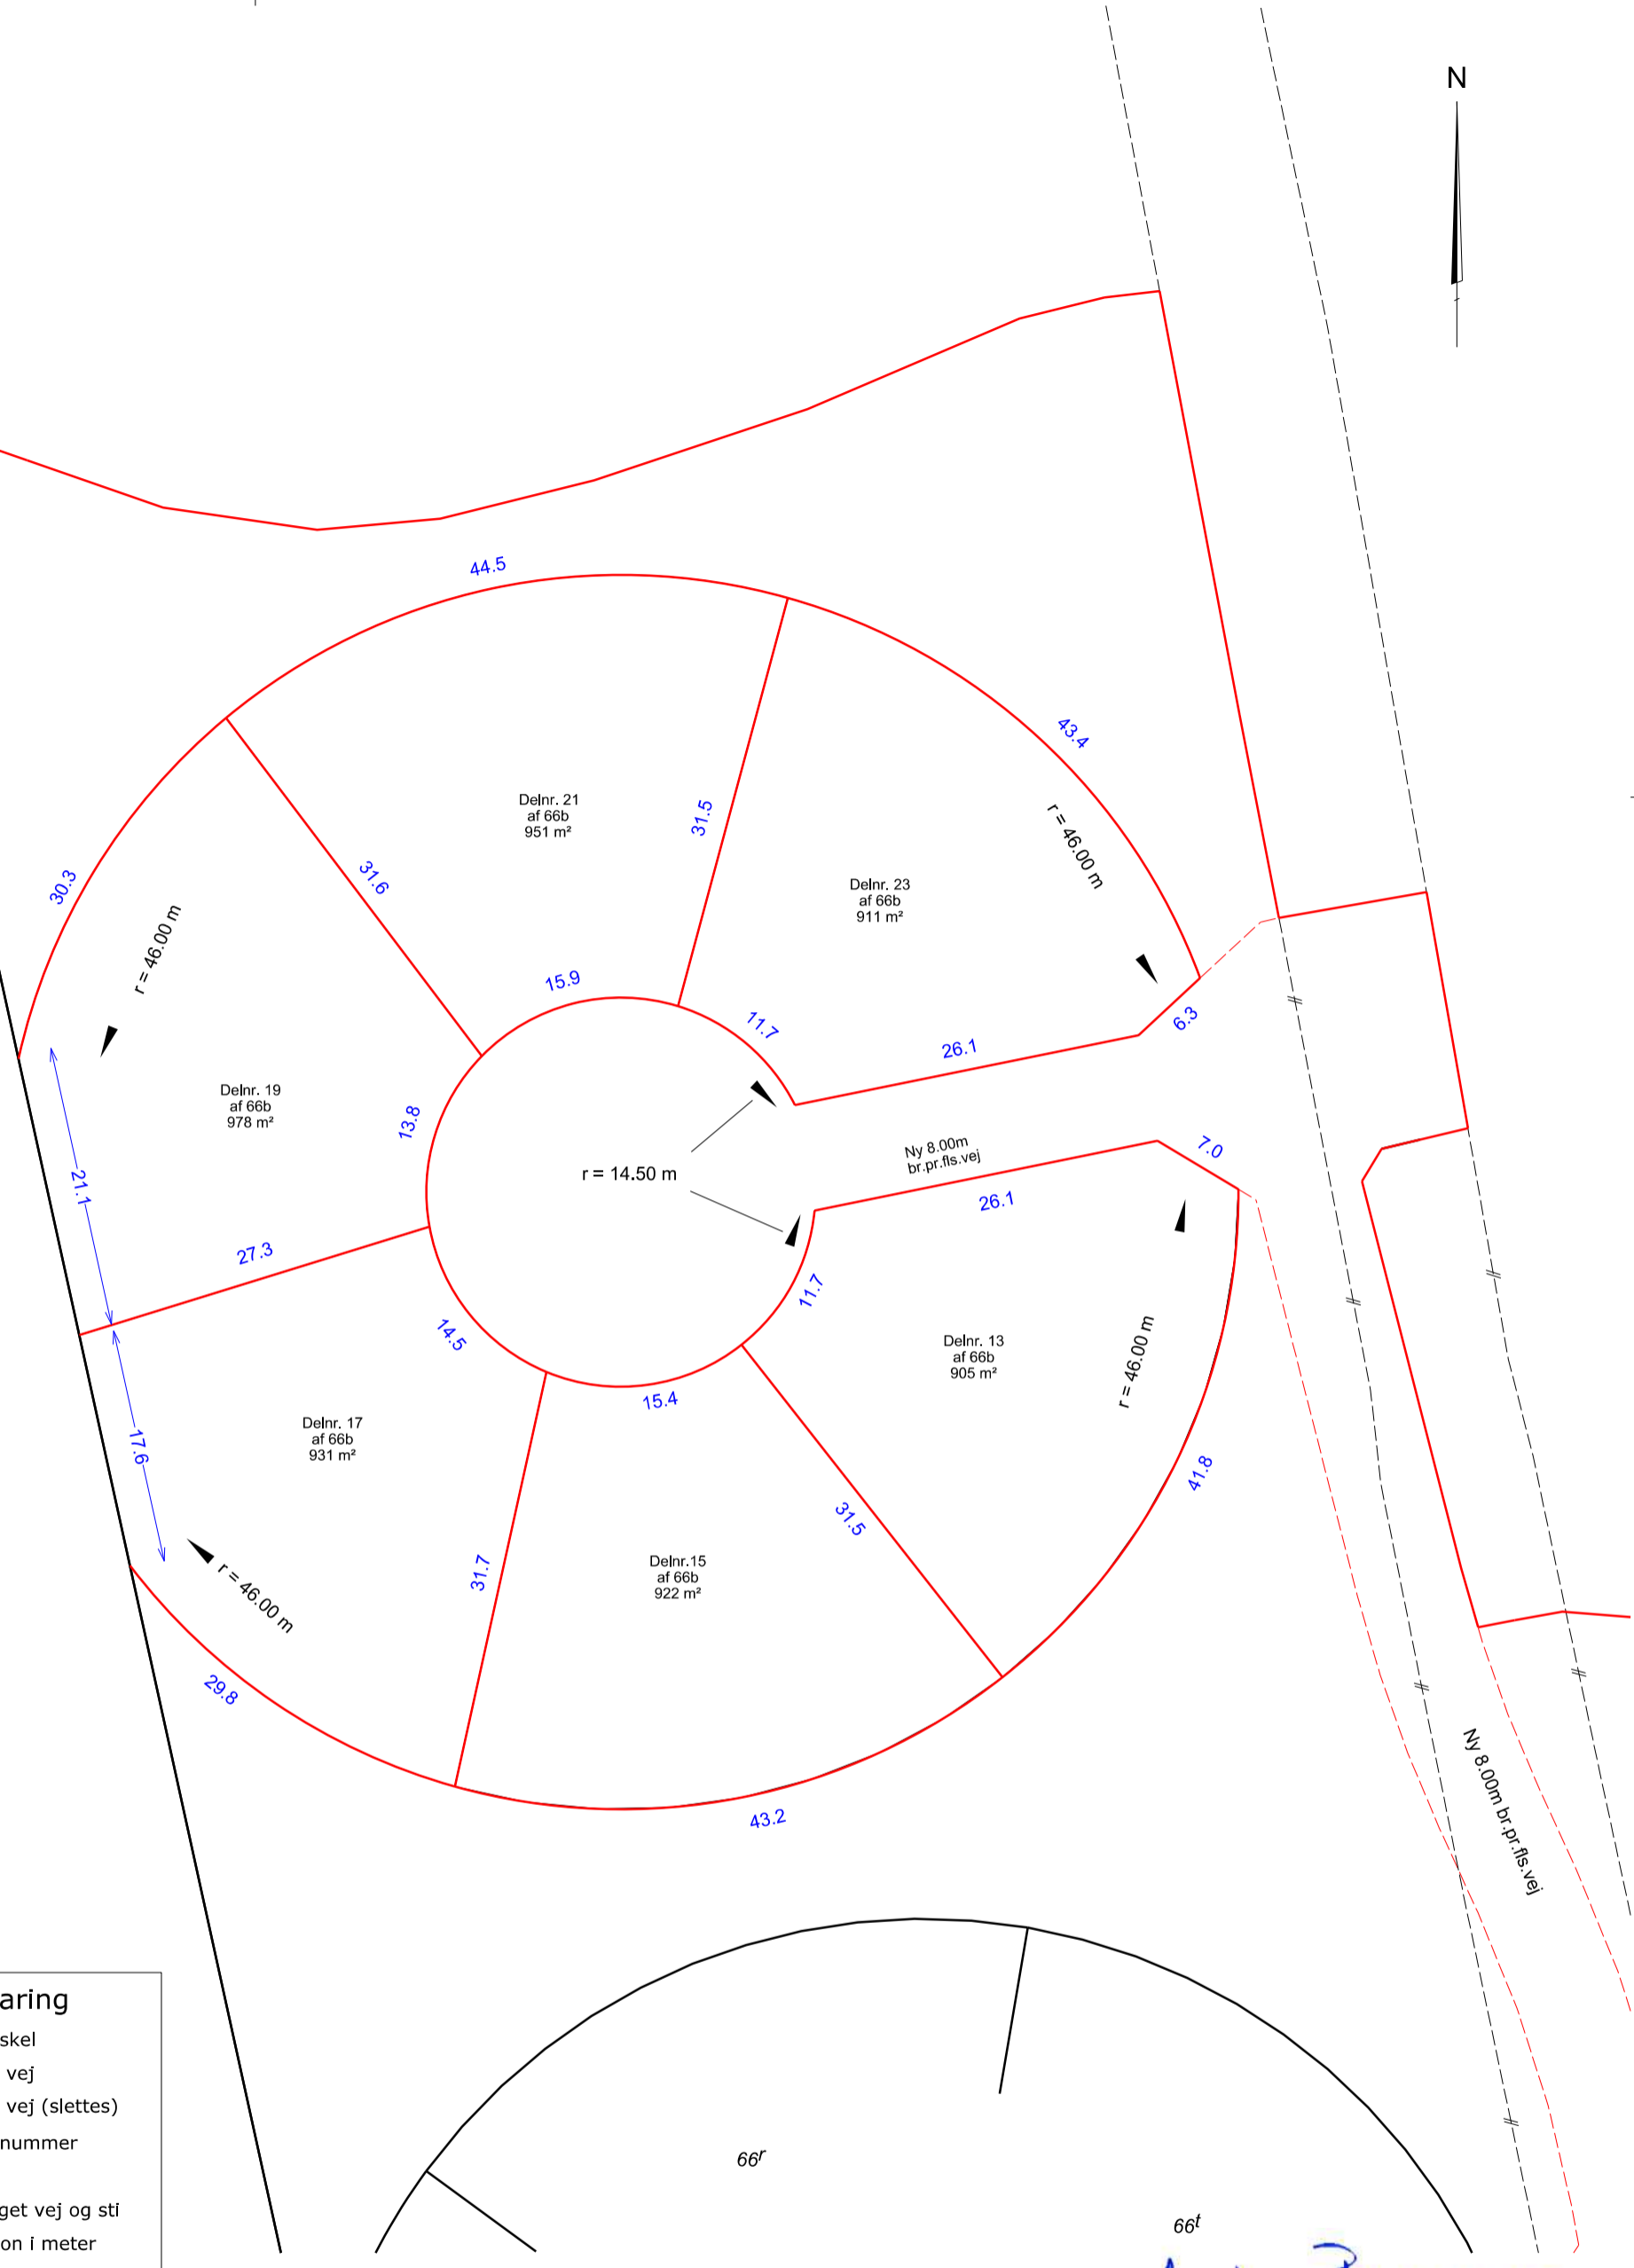 N
44.5
43.4
Delnr. 21
af 66b
951 m²
31.5
r = 46.00 m
31.6
30.3
Delnr. 23
af 66b
911 m²
r = 46.00 m
15.9
11.7
6.3
26.1
Delnr. 19
af 66b
978 m²
13.8
Ny 8.00m
br.pr.fls.vej
7.0
r = 14.50 m
21.1
26.1
27.3
11.7
14.5
Delnr. 13
af 66b
905 m²
r = 46.00 m
15.4
Delnr. 17
af 66b
931 m²
17.6
41.8
31.5
31.7
Delnr.15
af 66b
922 m²
r = 46.00 m
29.8
43.2
Ny 8.00m br.pr.fls.vej
aring
skel
vej
vej (slettes)
nummer
get vej og sti
on i meter
66r
66t